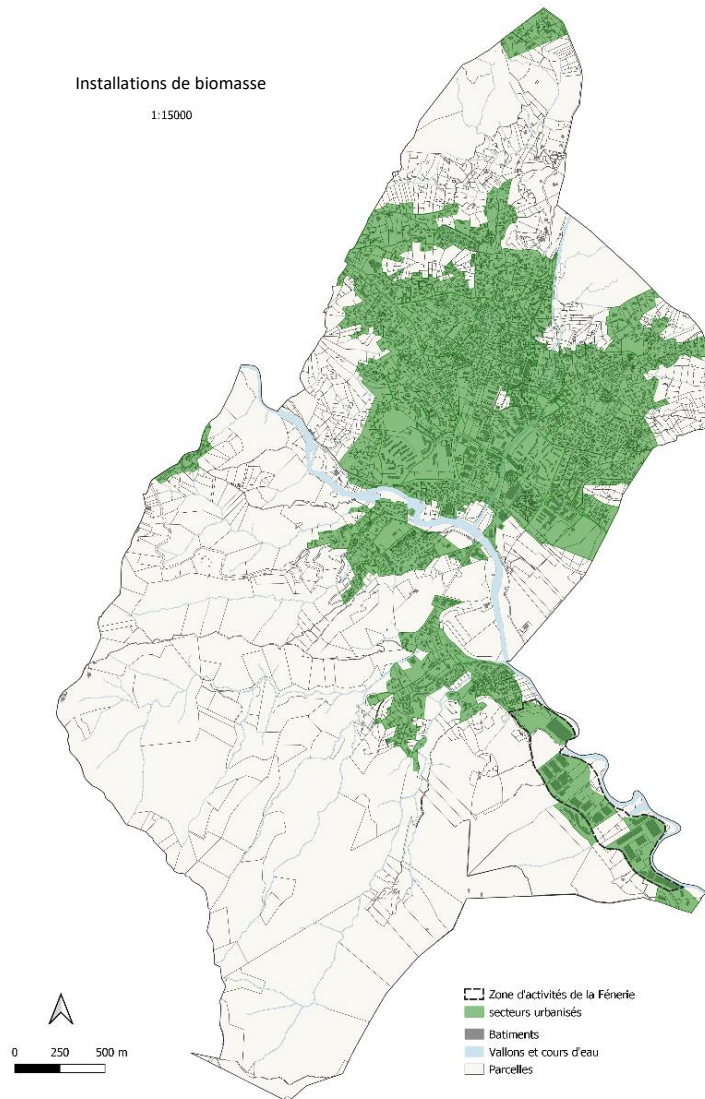 Installations de biomasse
1:15000
Zone d'activités de la Fénerie
secteurs urbanisés
Batiments
Vallons et cours d'eau
Parcelles
0 250 500 m